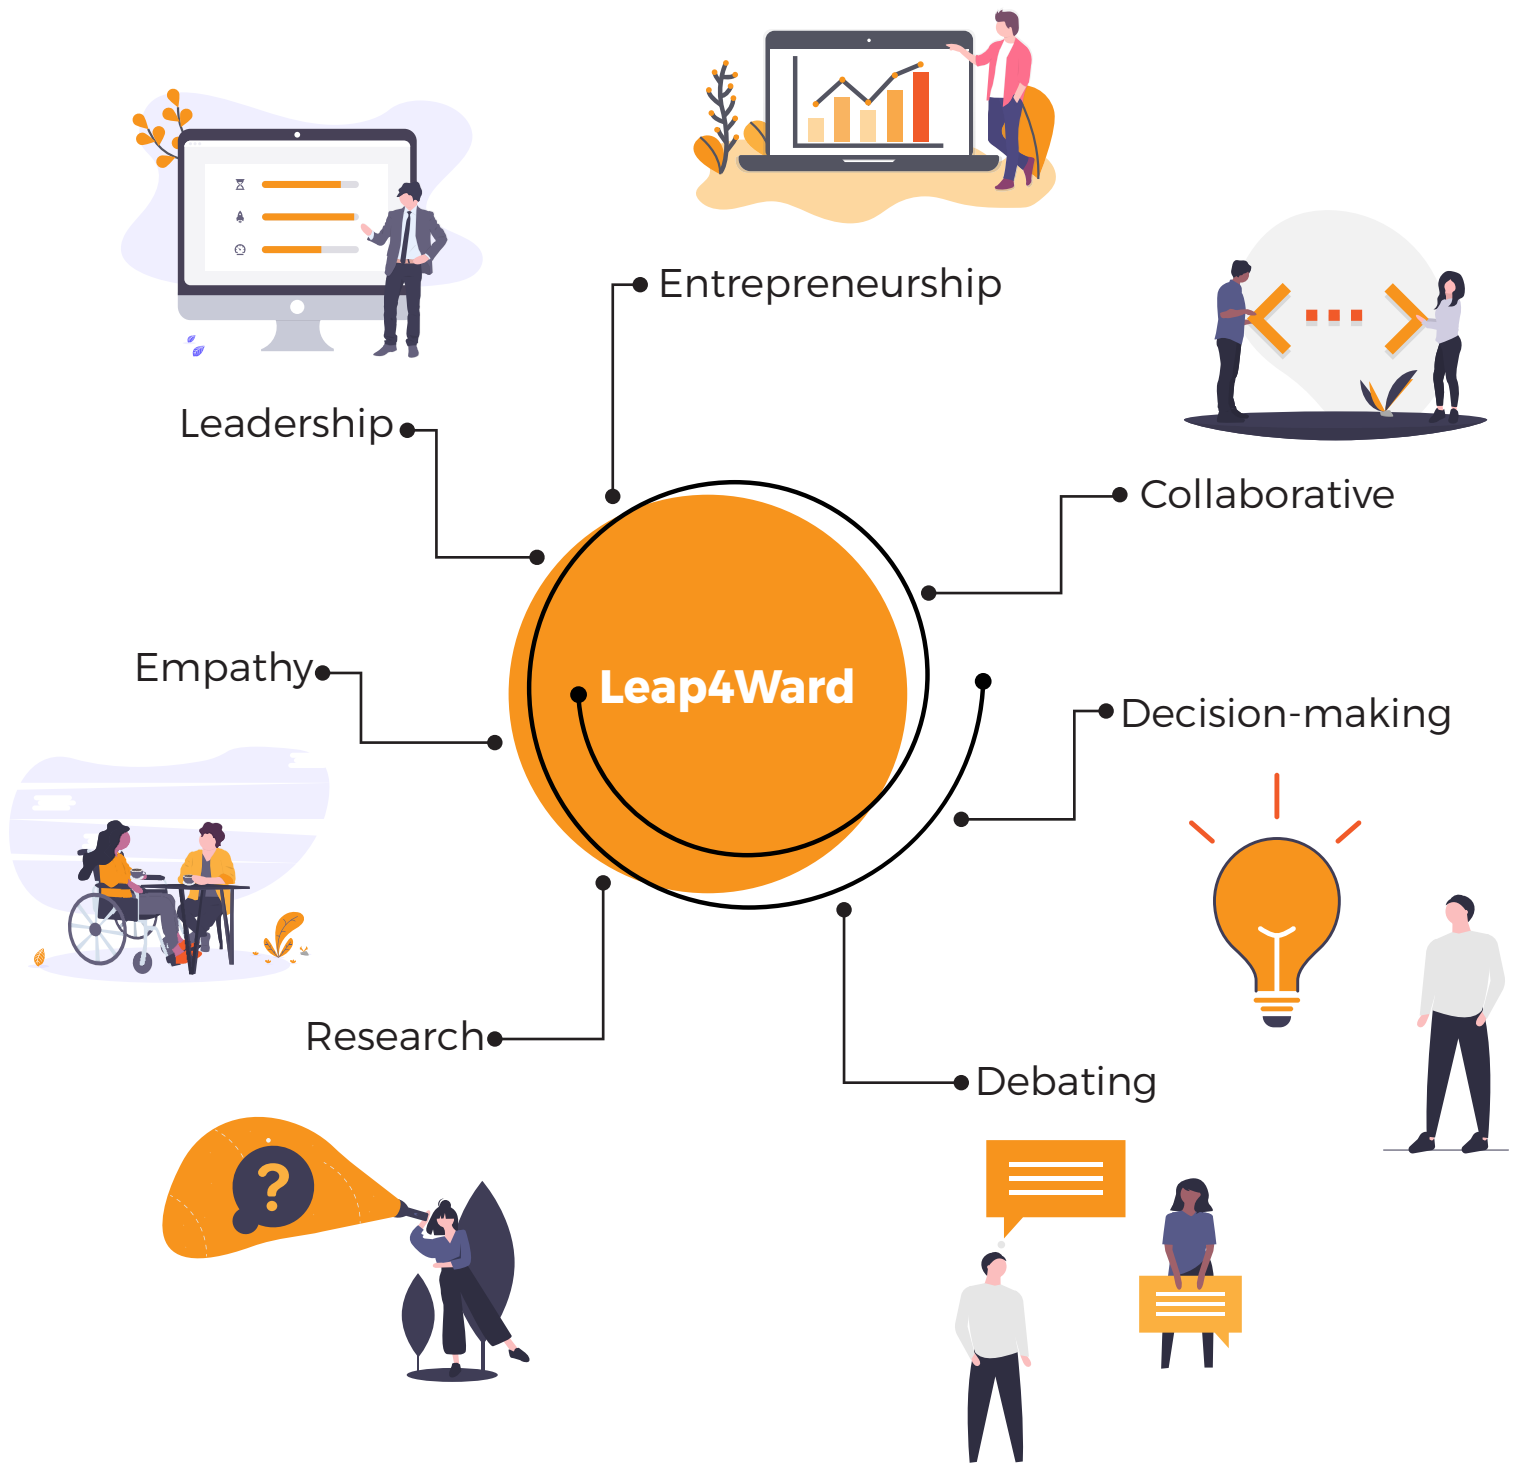 Entrepreneurship
Leadership
Collaborative
Empathy
Leap4Ward
Decision-making
Research
?
Debating